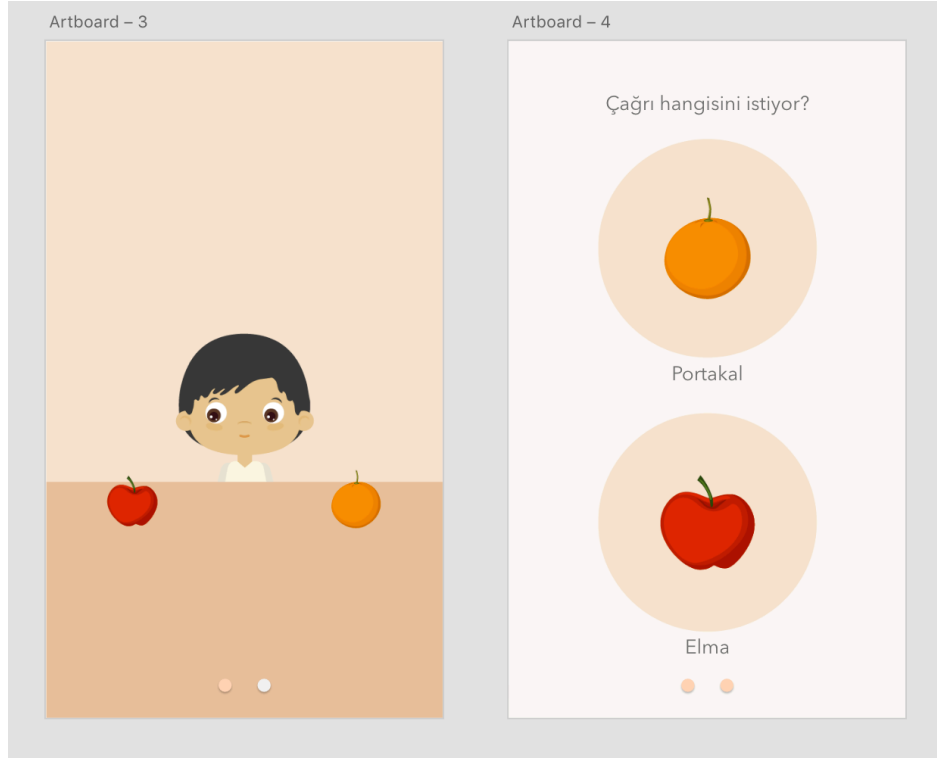 Artboard – 3
Artboard – 4
Çağrı hangisini istiyor?
Portakal
Elma